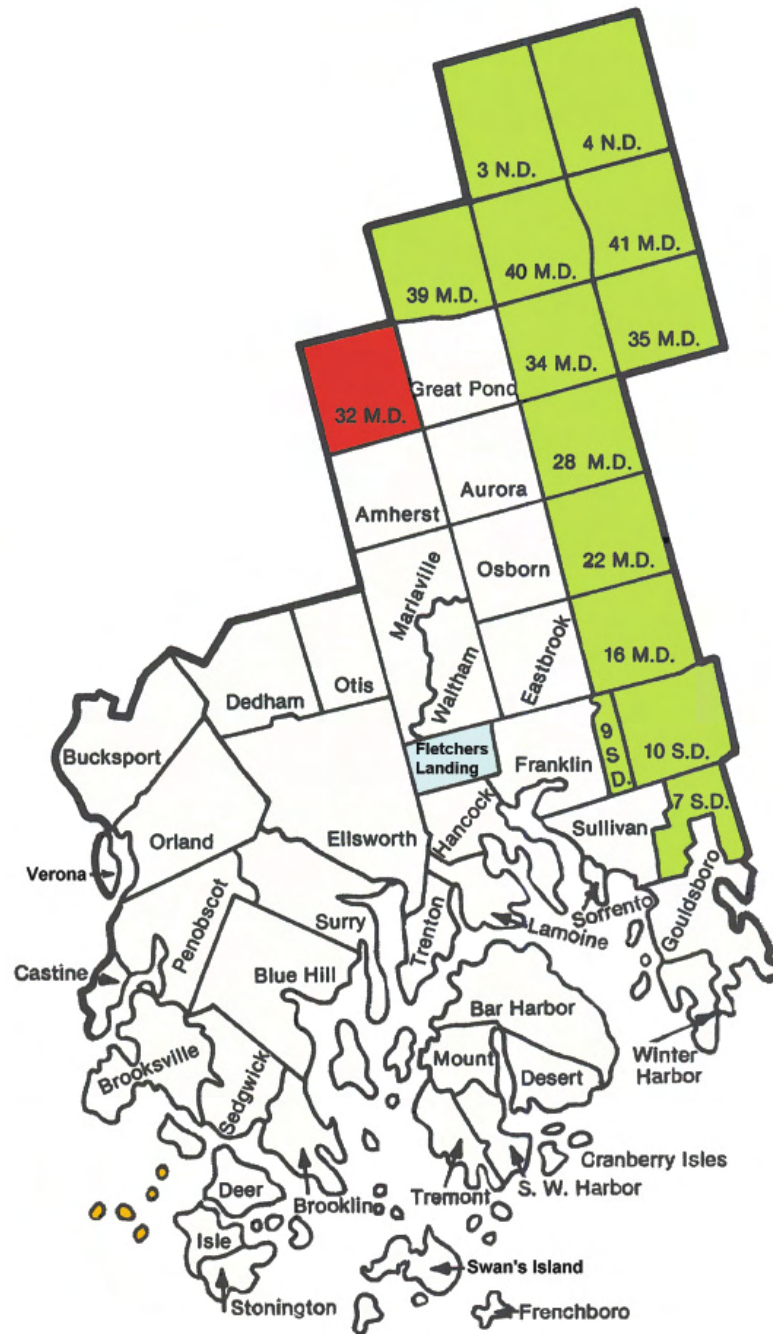 4 N.D.
3 N.D.
41 M.D.
40 M.D.
39 M.D.
35 M.D.
34 M.D.
Great Pond
32 M.D.
28 M.D.
Aurora
Amherst
22 M.D.
Osborn
Mariaville
Waltham
Eastbrook
16 M.D.
Otis
Dedham
Bucksport
Fletchers
Landing
Franklin
9
S
D.
10 S.D.
7 S.D.
Hancock
Sullivan
Orland
Ellsworth
Verona
Penobscot
Surry
Trenton
Lamoine
Sorrento
Gouldsboro
Castine
Blue Hill
Bar Harbor
Winter
Harbor
Mount
Desert
Brooksville
Sedgwick
Cranberry Isles
Deer
Brooklin
Tremont
S. W. Harbor
Isle
Swan's Island
Stonington
Frenchboro